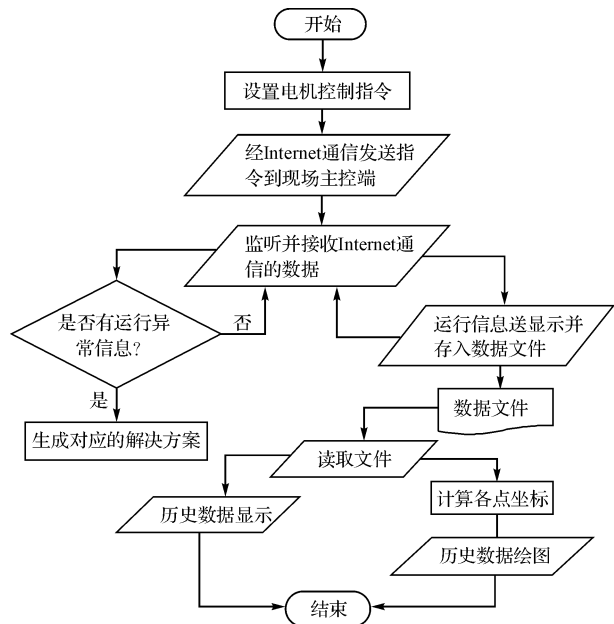 开始
设置电机控制指令
经Internet通信发送指
令到现场主控端
监听并接收Internet通
信的数据
是否有运行异
常信息?
否
运行信息送显示并
存入数据文件
是
数据文件
生成对应的解决方案
读取文件
计算各点坐标
历史数据显示
历史数据绘图
结束